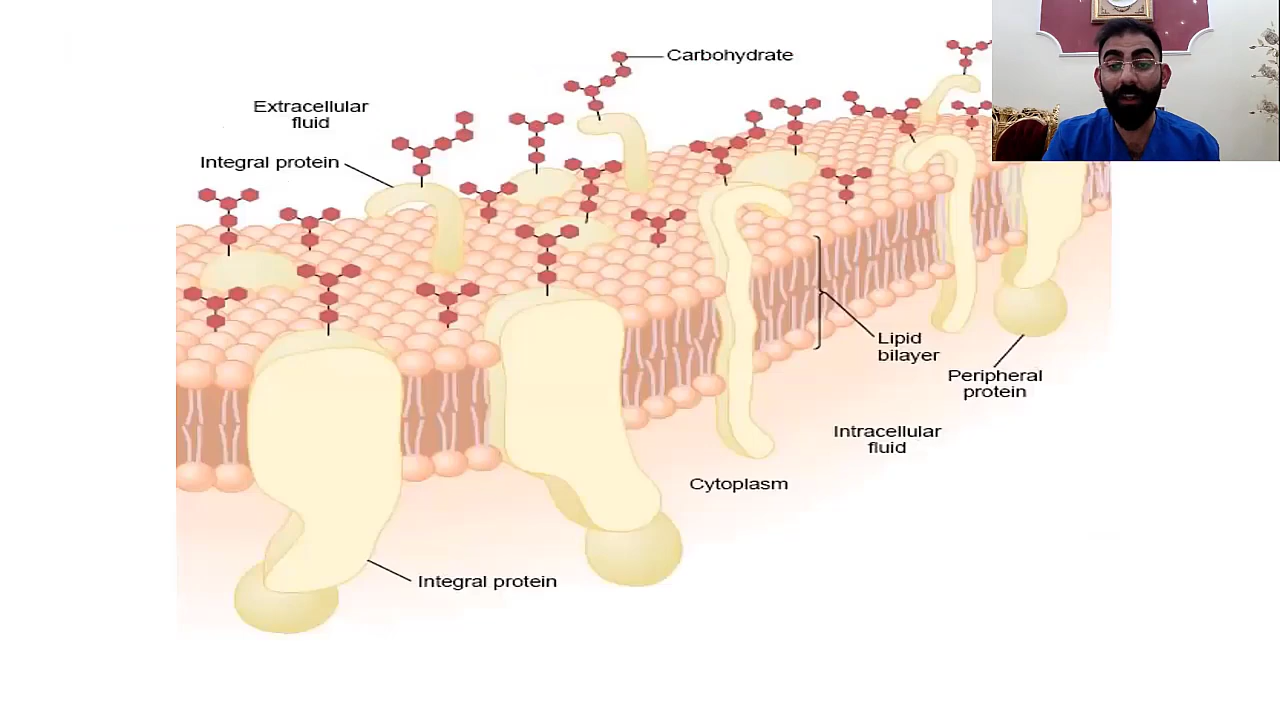 Carbohydrate
Extracellular
fluid
Integral protein
Lipid
bilayer
Peripheral
protein
Intracellular
fluid
Cytoplasm
Integral protein